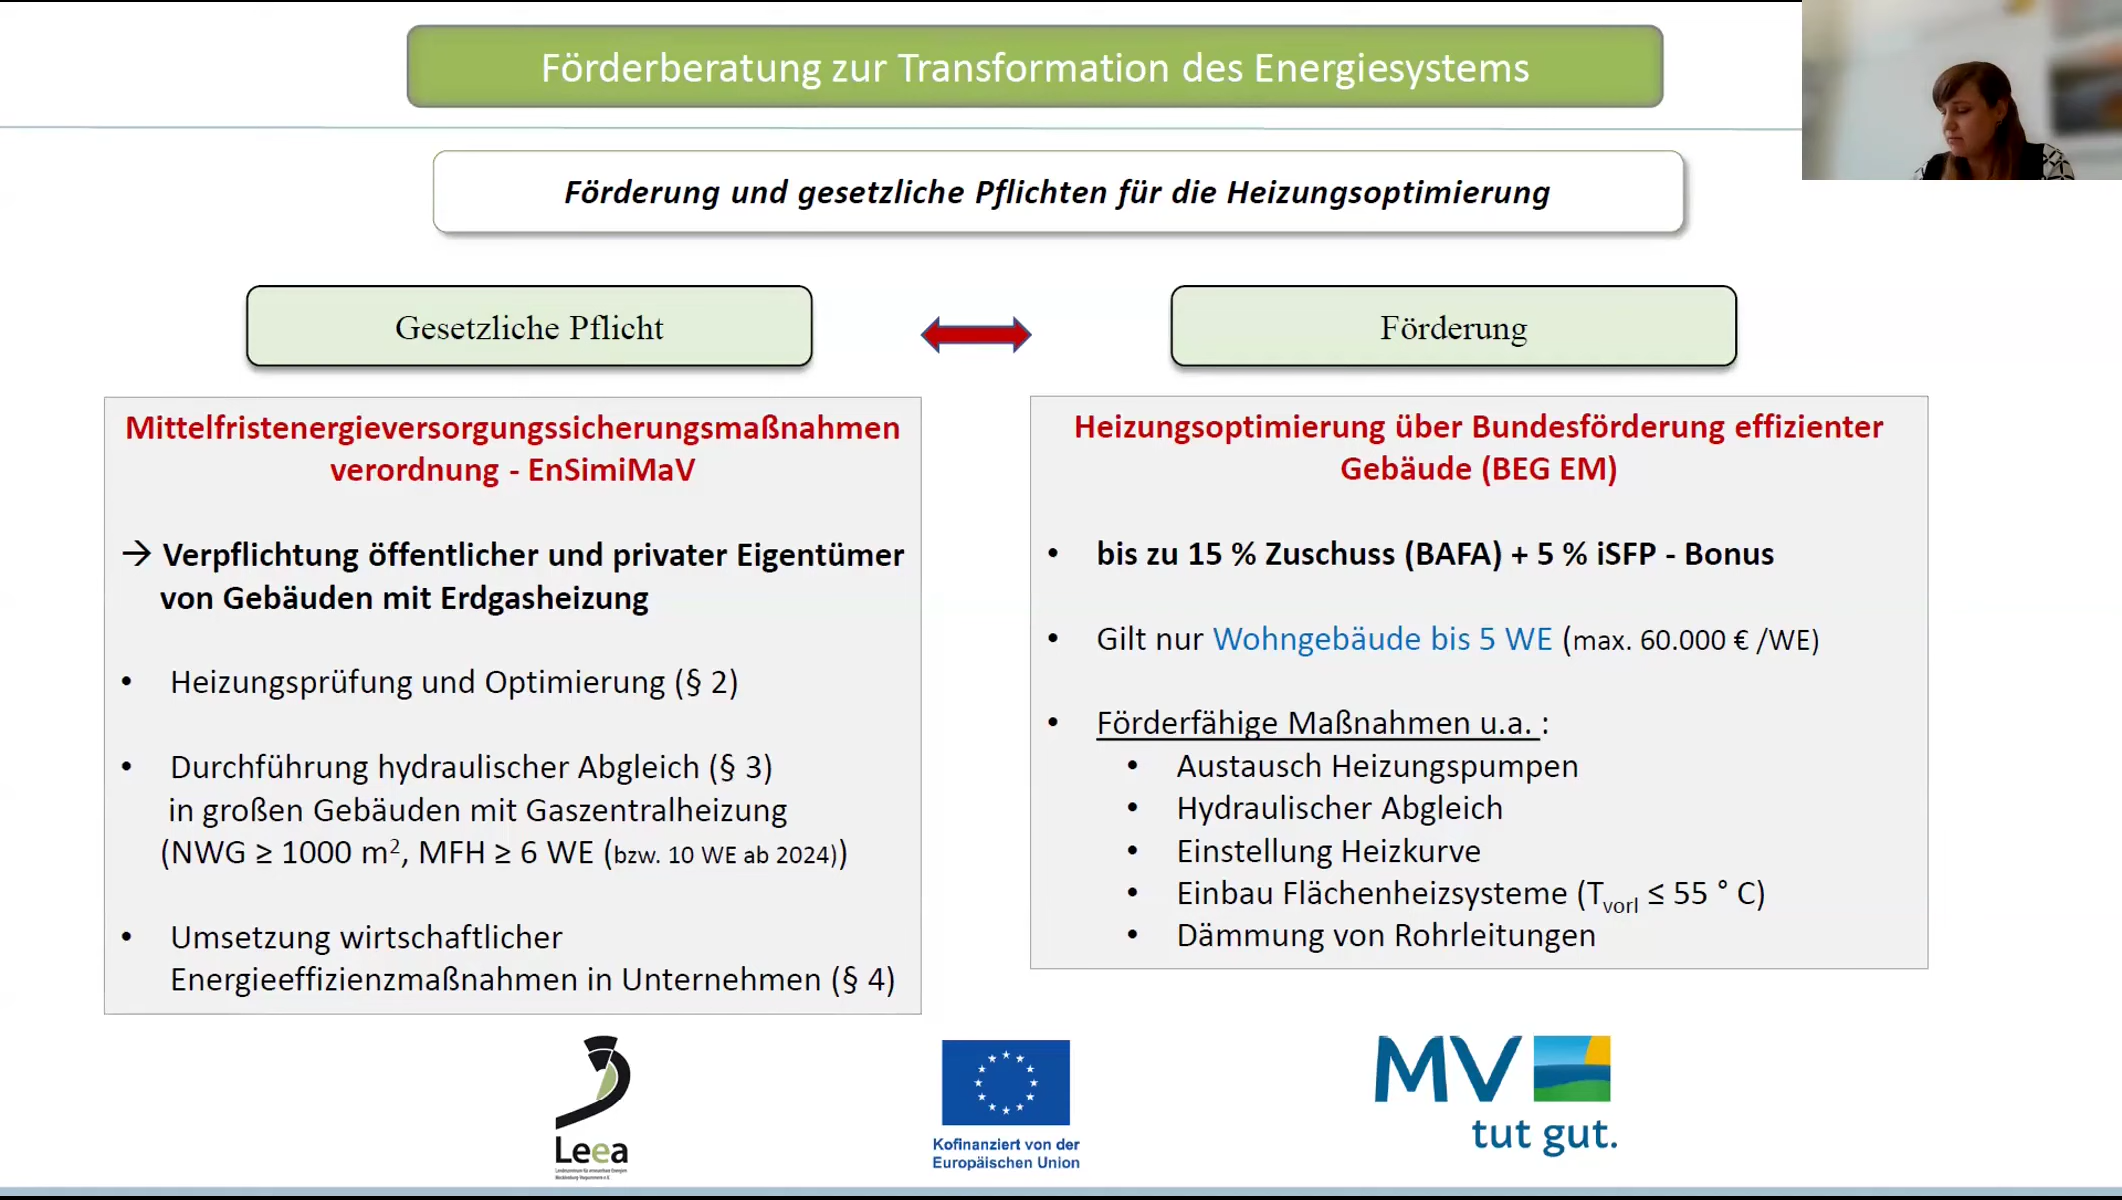 Förderberatung zur Transformation des Energiesystems
Förderung und gesetzliche Pflichten für die Heizungsoptimierung
Gesetzliche Pflicht
Förderung
Mittelfristenergieversorgungssicherungsmaßnahmen
verordnung - EnSimiMaV
→ Verpflichtung öffentlicher und privater Eigentümer
von Gebäuden mit Erdgasheizung
• Heizungsprüfung und Optimierung (§ 2)
• Durchführung hydraulischer Abgleich (§ 3)
in großen Gebäuden mit Gaszentralheizung
(NWG ≥ 1000 m², MFH ≥ 6 WE (bzw. 10 WE ab 2024))
• Umsetzung wirtschaftlicher
Energieeffizienzmaßnahmen in Unternehmen (§ 4)
Heizungsoptimierung über Bundesförderung effizienter
Gebäude (BEG EM)
• bis zu 15 % Zuschuss (BAFA) + 5 % iSFP - Bonus
• Gilt nur Wohngebäude bis 5 WE (max. 60.000 € /WE)
• Förderfähige Maßnahmen u.a. :
• Austausch Heizungspumpen
• Hydraulischer Abgleich
• Einstellung Heizkurve
• Einbau Flächenheizsysteme (Tvorl ≤ 55 ° C)
• Dämmung von Rohrleitungen
Leea
Kofinanziert von der
Europäischen Union
MV
tut gut.